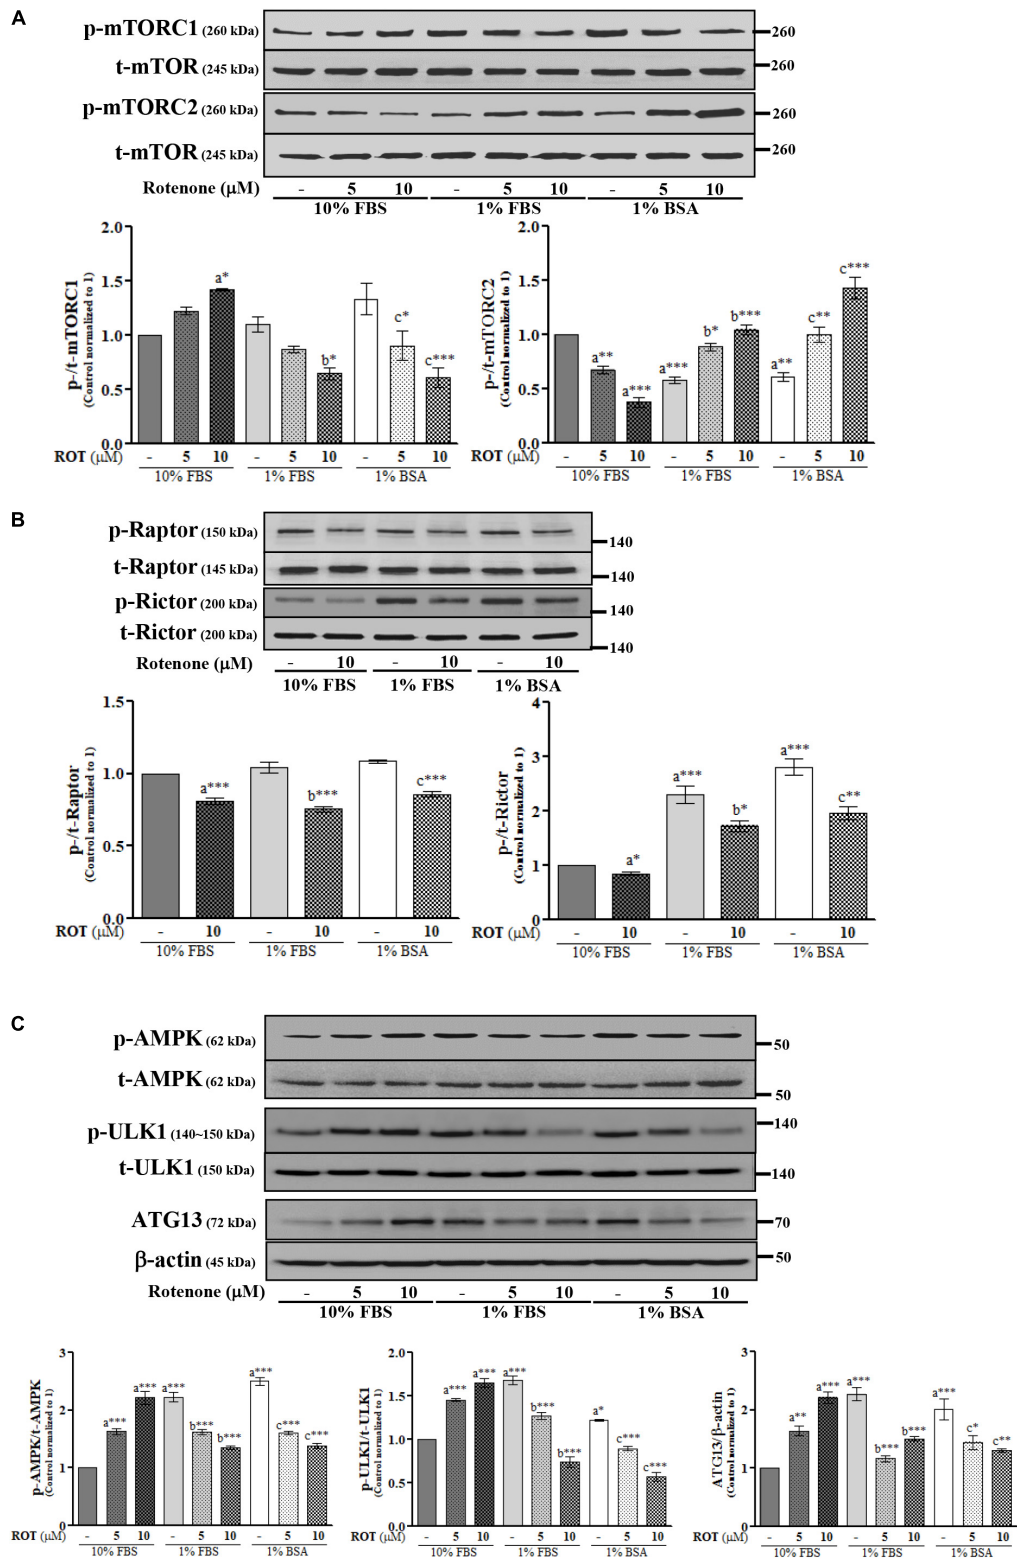 A
p-mTORC1 (260 kDa)
260
t-mTOR (245 kDa)
260
p-mTORC2 (260 kDa)
260
t-mTOR (245 kDa)
260
Rotenone (μM) - 5 10 - 5 10 - 5 10
10% FBS 1% FBS 1% BSA
p-/t-mTORC1
(Control normalized to 1)
2.0
1.5
1.0
0.5
0.0
a*
b*
c*
c***
ROT (μM) - 5 10 - 5 10 - 5 10
10% FBS 1% FBS 1% BSA
p-/t-mTORC2
(Control normalized to 1)
2.0
1.5
1.0
0.5
0.0
a**
a***
a***
b*
b***
a**
c**
c***
ROT (μM) - 5 10 - 5 10 - 5 10
10% FBS 1% FBS 1% BSA
B
p-Raptor (150 kDa)
140
t-Raptor (145 kDa)
140
p-Rictor (200 kDa)
140
t-Rictor (200 kDa)
140
Rotenone (μM) - 10 - 10 - 10
10% FBS 1% FBS 1% BSA
p-/t-Raptor
(Control normalized to 1)
1.5
1.0
0.5
0.0
a***
b***
c***
ROT (μM) - 10 - 10 - 10
10% FBS 1% FBS 1% BSA
p-/t-Rictor
(Control normalized to 1)
4
3
2
1
0
a*
a***
b*
a***
c**
ROT (μM) - 10 - 10 - 10
10% FBS 1% FBS 1% BSA
C
p-AMPK (62 kDa)
50
t-AMPK (62 kDa)
50
p-ULK1 (140~150 kDa)
140
t-ULK1 (150 kDa)
140
ATG13 (72 kDa)
70
β-actin (45 kDa)
50
Rotenone (μM) - 5 10 - 5 10 - 5 10
10% FBS 1% FBS 1% BSA
p-AMPK/t-AMPK
(Control normalized to 1)
3
2
1
0
a***
a***
a***
b***
b***
a***
c***
c***
ROT (μM) - 5 10 - 5 10 - 5 10
10% FBS 1% FBS 1% BSA
p-ULK1/t-ULK1
(Control normalized to 1)
2.0
1.5
1.0
0.5
0.0
a***
a***
a***
b***
b***
a*
c***
c***
ROT (μM) - 5 10 - 5 10 - 5 10
10% FBS 1% FBS 1% BSA
ATG13/β-actin
(Control normalized to 1)
3
2
1
0
a**
a***
a***
b***
b***
a***
c*
c**
ROT (μM) - 5 10 - 5 10 - 5 10
10% FBS 1% FBS 1% BSA